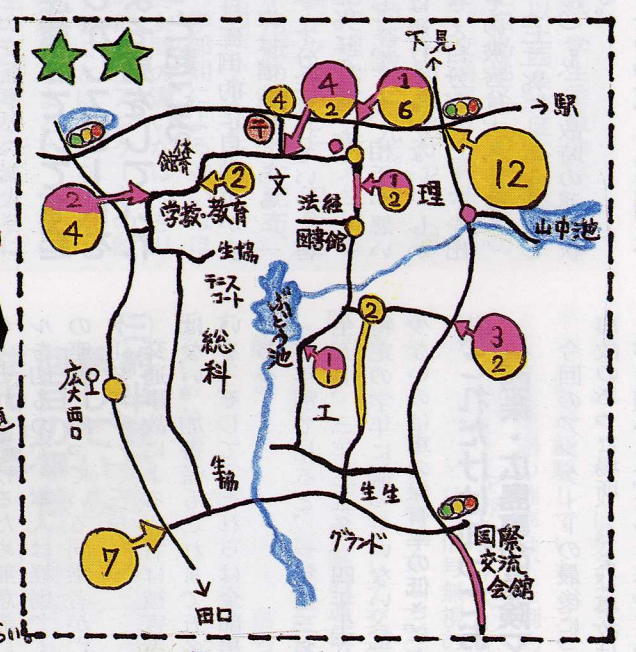 下見
→駅
4
4
2
1
6
〒
体育
館
2
文
12
2
4
学校・教育
法経
1
2
理
図書館
山中池
生協
テニス
コート
ぶどう池
2
総科
3
2
1
1
工
広大西口
生協
生生
7
グランド
国際
交流
会館
田口